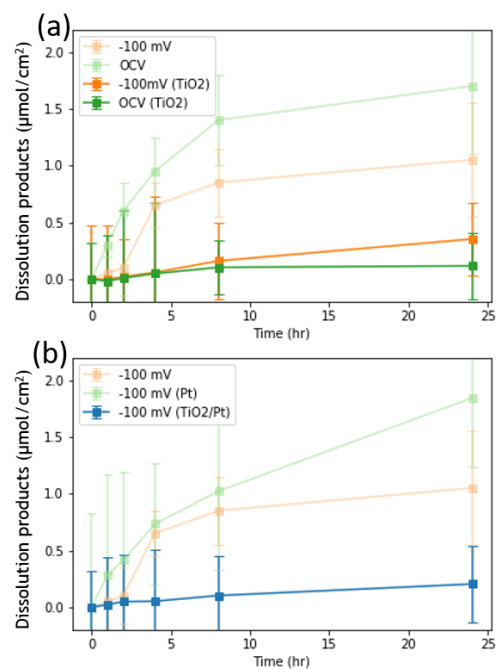 (a)
-100 mV
OCV
-100mV (TiO2)
OCV (TiO2)
Dissolution products (μmol/cm²)
2.0
1.5
1.0
0.5
0.0
0 5 10 15 20 25
Time (hr)
(b)
-100 mV
-100 mV (Pt)
-100 mV (TiO2/Pt)
Dissolution products (μmol/cm²)
2.0
1.5
1.0
0.5
0.0
0 5 10 15 20 25
Time (hr)